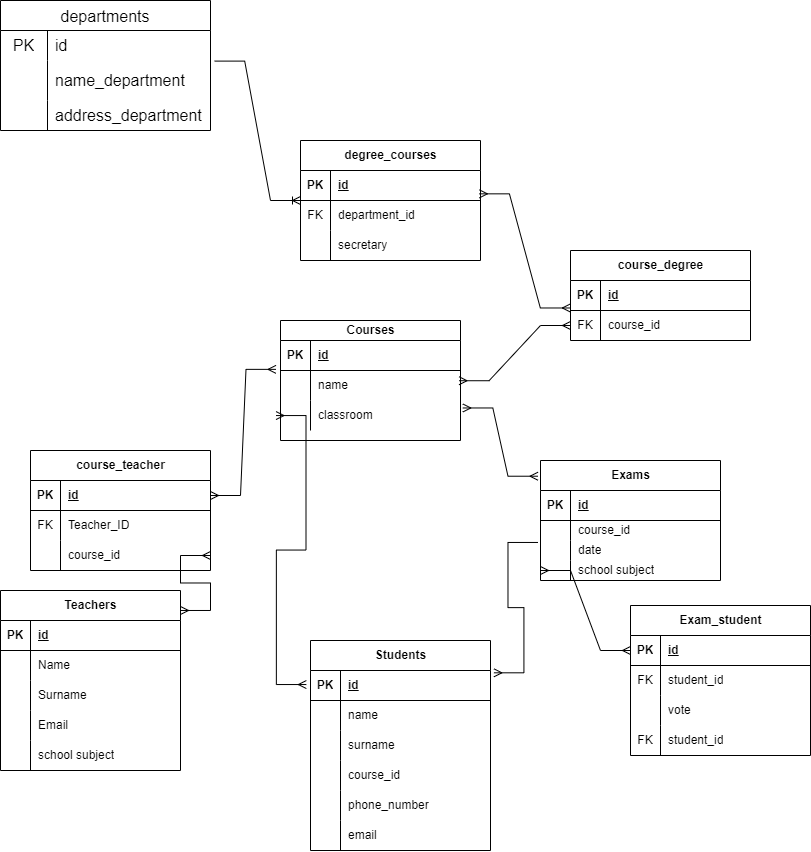 departments
PK id
name_department
address_department
degree_courses
PK id
FK department_id
secretary
course_degree
PK id
FK course_id
Courses
PK id
name
classroom
course_teacher
PK id
FK Teacher_ID
course_id
Exams
PK id
course_id
date
school subject
Teachers
PK id
Name
Surname
Email
school subject
Exam_student
PK id
FK student_id
vote
FK student_id
Students
PK id
name
surname
course_id
phone_number
email